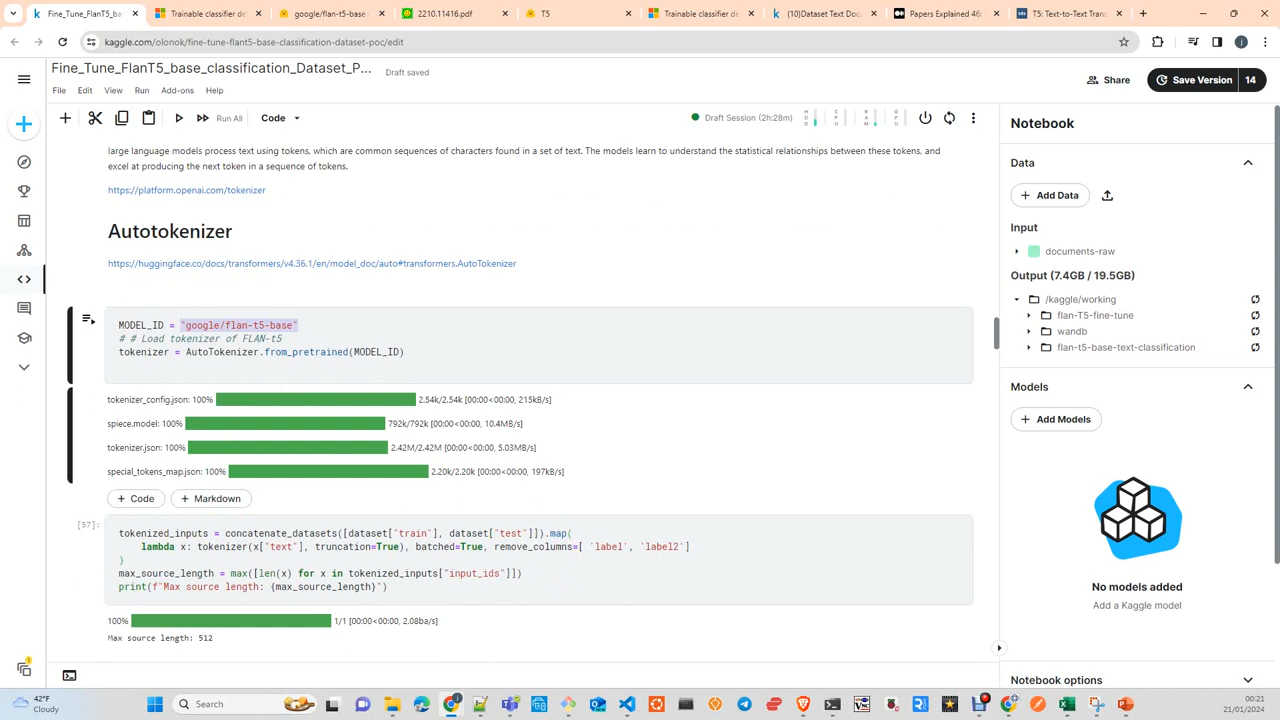 Fine_Tune_FlanT5_bas
Trainable classifier de
google/flan-t5-base ·
2210.11416.pdf
T5
Trainable classifier de
(10)Dataset Text Docu
Papers Explained 46:
T5: Text-to-Text Tran
kaggle.com/olonok/fine-tune-flant5-base-classification-dataset-poc/edit
Fine_Tune_FlanT5_base_classification_Dataset_P...
Draft saved
Share
Save Version
14
File Edit View Run Add-ons Help
Run All
Code
Draft Session (2h:28m)
HDD
CPU
RAM
GPU
Notebook
large language models process text using tokens, which are common sequences of characters found in a set of text. The models learn to understand the statistical relationships between these tokens, and
excel at producing the next token in a sequence of tokens.
https://platform.openai.com/tokenizer
Autotokenizer
https://huggingface.co/docs/transformers/v4.36.1/en/model_doc/auto#transformers.AutoTokenizer
MODEL_ID = "google/flan-t5-base"
# # Load tokenizer of FLAN-t5
tokenizer = AutoTokenizer.from_pretrained(MODEL_ID)
tokenizer_config.json: 100% 2.54k/2.54k [00:00<00:00, 215kB/s]
spiece.model: 100% 792k/792k [00:00<00:00, 10.4MB/s]
tokenizer.json: 100% 2.42M/2.42M [00:00<00:00, 5.03MB/s]
special_tokens_map.json: 100% 2.20k/2.20k [00:00<00:00, 197kB/s]
+ Code
+ Markdown
[57]:
tokenized_inputs = concatenate_datasets([dataset["train"], dataset["test"]]).map(
lambda x: tokenizer(x["text"], truncation=True), batched=True, remove_columns=[ 'label', 'label2']
)
max_source_length = max([len(x) for x in tokenized_inputs["input_ids"]])
print(f"Max source length: {max_source_length}")
100% 1/1 [00:00<00:00, 2.08ba/s]
Max source length: 512
Data
+ Add Data
Input
documents-raw
Output (7.4GB / 19.5GB)
/kaggle/working
flan-T5-fine-tune
wandb
flan-t5-base-text-classification
Models
+ Add Models
No models added
Add a Kaggle model
Notebook options
42°F
Cloudy
Search
00:21
21/01/2024